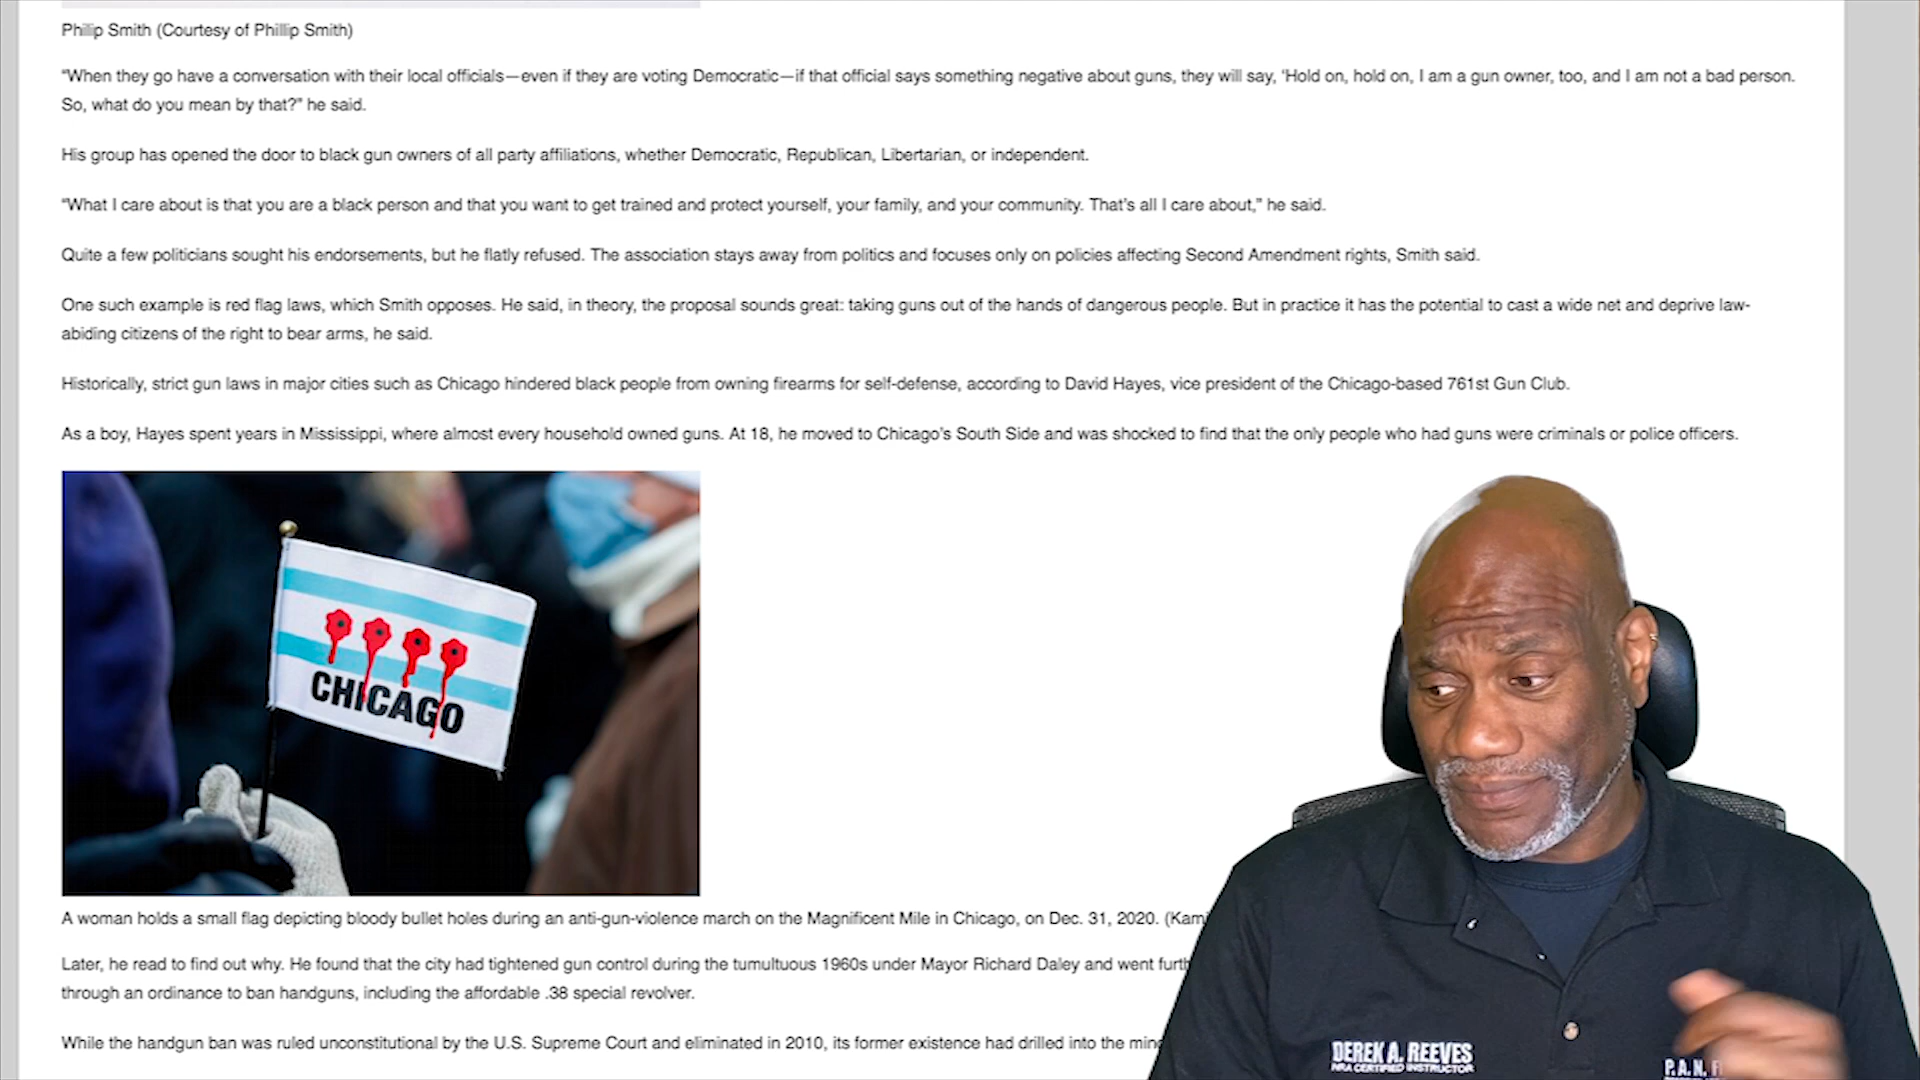 Philip Smith (Courtesy of Phillip Smith)
“When they go have a conversation with their local officials—even if they are voting Democratic—if that official says something negative about guns, they will say, ‘Hold on, hold on, I am a gun owner, too, and I am not a bad person.
So, what do you mean by that?” he said.
His group has opened the door to black gun owners of all party affiliations, whether Democratic, Republican, Libertarian, or independent.
“What I care about is that you are a black person and that you want to get trained and protect yourself, your family, and your community. That’s all I care about,” he said.
Quite a few politicians sought his endorsements, but he flatly refused. The association stays away from politics and focuses only on policies affecting Second Amendment rights, Smith said.
One such example is red flag laws, which Smith opposes. He said, in theory, the proposal sounds great: taking guns out of the hands of dangerous people. But in practice it has the potential to cast a wide net and deprive law-
abiding citizens of the right to bear arms, he said.
Historically, strict gun laws in major cities such as Chicago hindered black people from owning firearms for self-defense, according to David Hayes, vice president of the Chicago-based 761st Gun Club.
As a boy, Hayes spent years in Mississippi, where almost every household owned guns. At 18, he moved to Chicago’s South Side and was shocked to find that the only people who had guns were criminals or police officers.
CHICAGO
A woman holds a small flag depicting bloody bullet holes during an anti-gun-violence march on the Magnificent Mile in Chicago, on Dec. 31, 2020. (Kam
Later, he read to find out why. He found that the city had tightened gun control during the tumultuous 1960s under Mayor Richard Daley and went furth
through an ordinance to ban handguns, including the affordable .38 special revolver.
While the handgun ban was ruled unconstitutional by the U.S. Supreme Court and eliminated in 2010, its former existence had drilled into the min
DEREK A. REEVES
NRA CERTIFIED INSTRUCTOR
P.A.N.